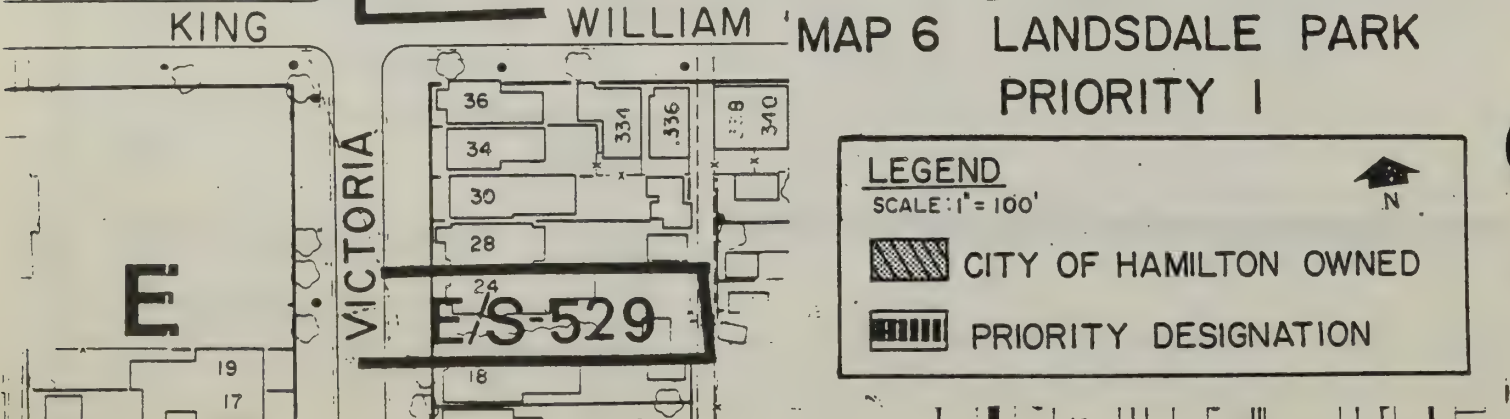 KING WILLIAM
MAP 6 LANDSDALE PARK
PRIORITY 1
36
34
30
28
24
18
334
336
340
VICTORIA
E
E/S-529
19
17
LEGEND
SCALE: 1" = 100'
N
CITY OF HAMILTON OWNED
PRIORITY DESIGNATION